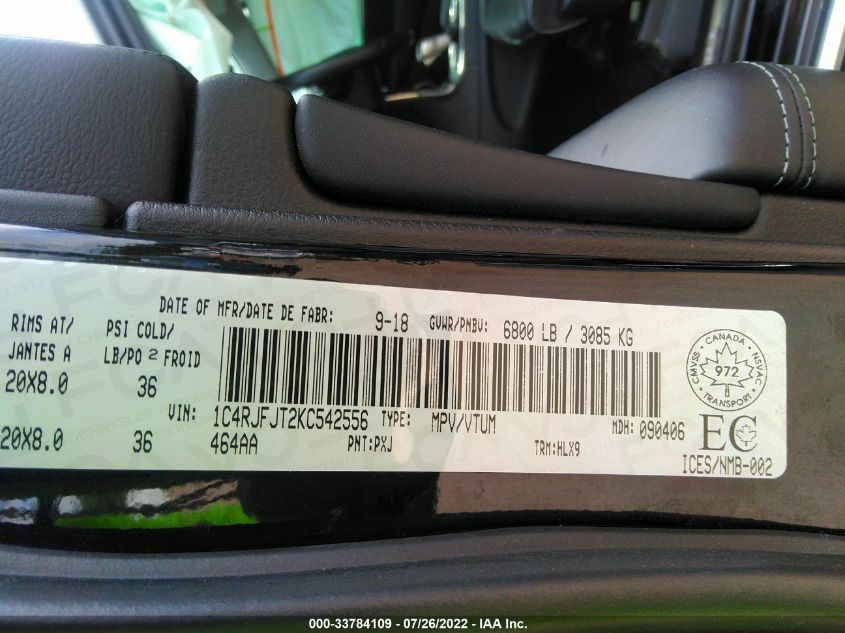 DATE OF MFR/DATE DE FABR: 9-18 GVWR/PNBV: 6800 LB / 3085 KG
RIMS AT/ PSI COLD/
JANTES A LB/PO 2 FROID
20X8.0 36
VIN: 1C4RJFJT2KC542556 TYPE: MPV/VTUM MDH: 090406
20X8.0 36 464AA PNT:PXJ TRM:HLX9
CANADA
CMVSS NSVAC
972
TRANSPORT
EC
ICES/NMB-002
000-33784109 - 07/26/2022 - IAA Inc.